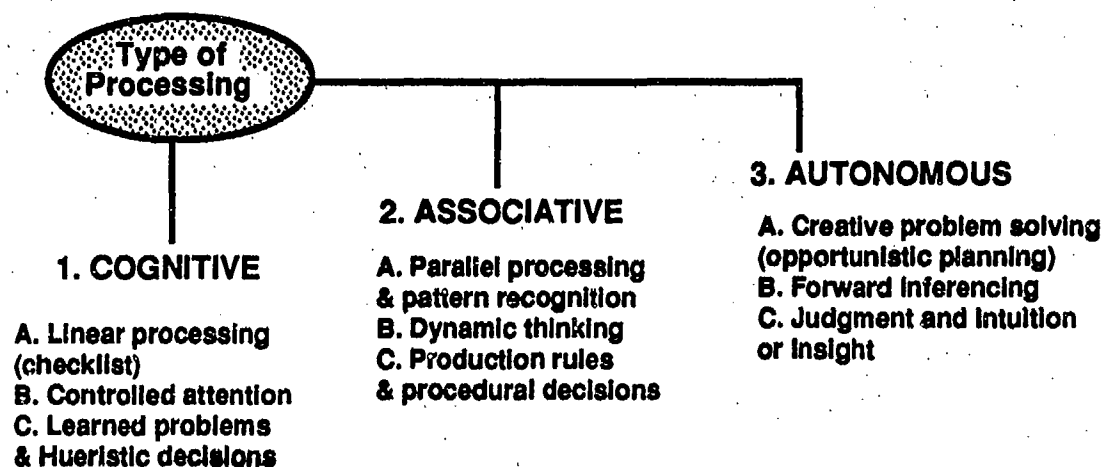 Type of
Processing
1. COGNITIVE
A. Linear processing
(checklist)
B. Controlled attention
C. Learned problems
& Hueristic decisions
2. ASSOCIATIVE
A. Parallel processing
& pattern recognition
B. Dynamic thinking
C. Production rules
& procedural decisions
3. AUTONOMOUS
A. Creative problem solving
(opportunistic planning)
B. Forward Inferencing
C. Judgment and Intuition
or Insight